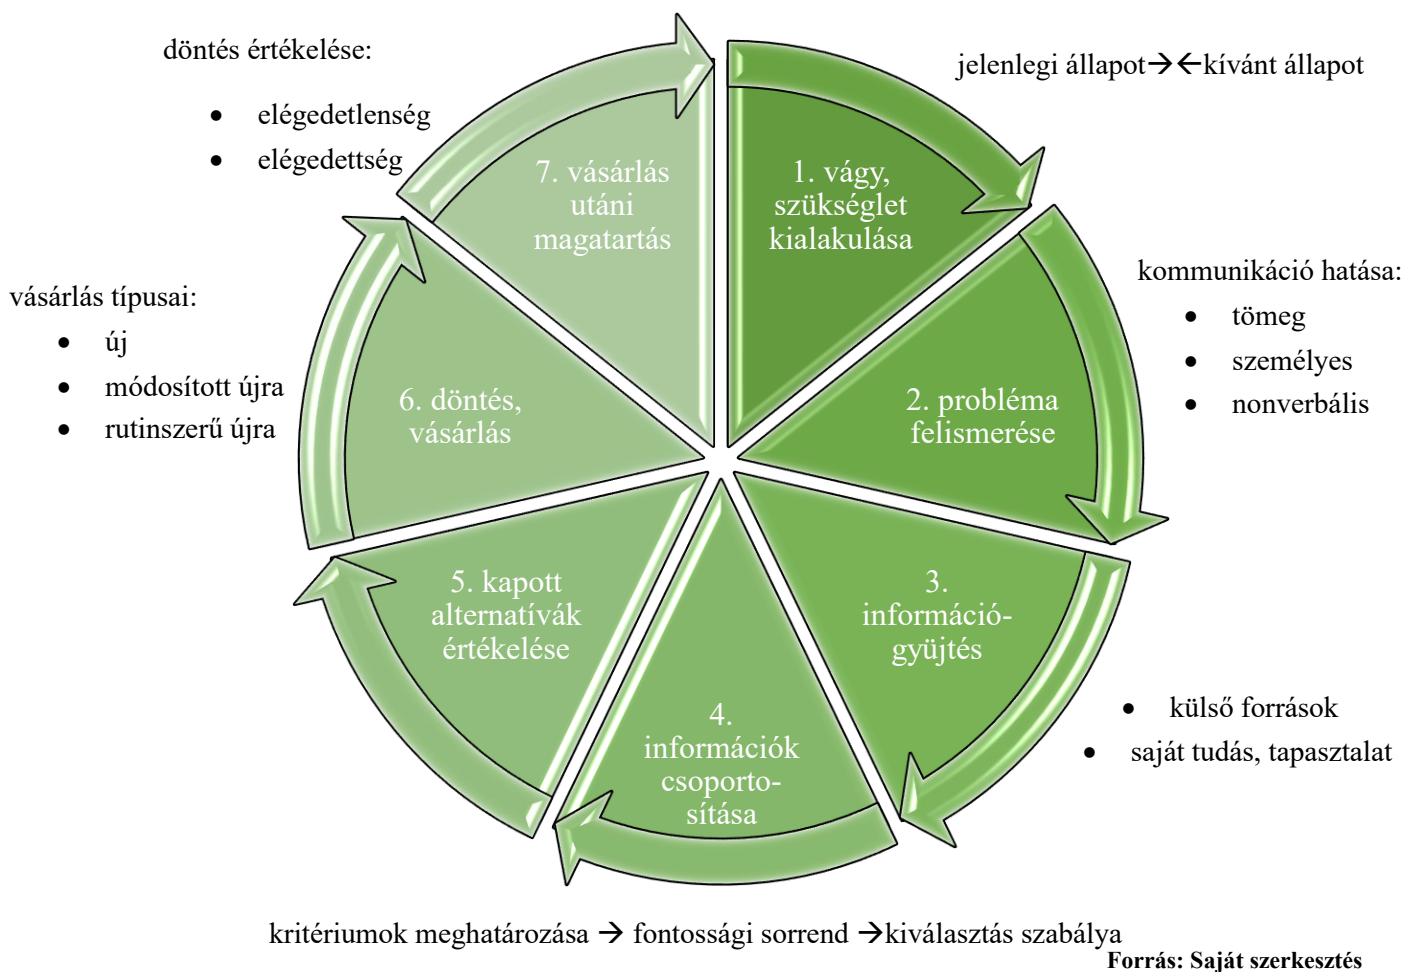 jelenlegi állapot→←kívánt állapot
1. vágy,
szükséglet
kialakulása
kommunikáció hatása:
• tömeg
• személyes
• nonverbális
2. probléma
felismerése
3.
információ-
gyüjtés
• külső források
• saját tudás, tapasztalat
4.
információk
csoporto-
sítása
kritériumok meghatározása → fontossági sorrend →kiválasztás szabálya
5. kapott
alternatívák
értékelése
6. döntés,
vásárlás
vásárlás típusai:
• új
• módosított újra
• rutinszerű újra
7. vásárlás
utáni
magatartás
döntés értékelése:
• elégedetlenség
• elégedettség
Forrás: Saját szerkesztés